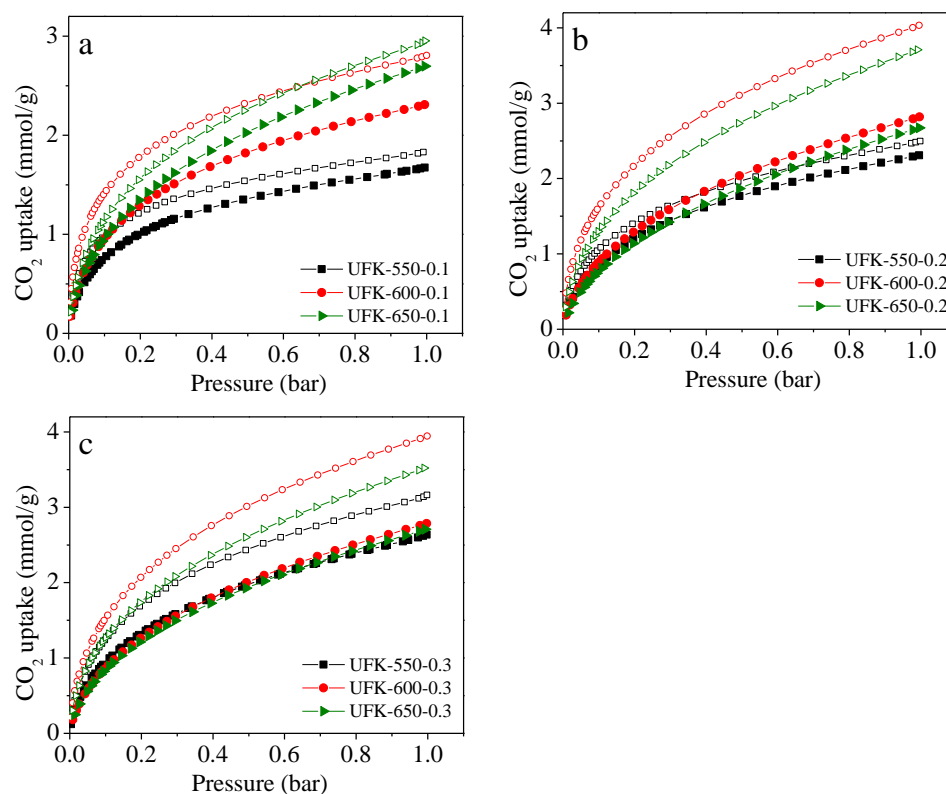 a
CO2 uptake (mmol/g)
3
2
1
0
UFK-550-0.1
UFK-600-0.1
UFK-650-0.1
0.0 0.2 0.4 0.6 0.8 1.0
Pressure (bar)
b
CO2 uptake (mmol/g)
4
3
2
1
0
UFK-550-0.2
UFK-600-0.2
UFK-650-0.2
0.0 0.2 0.4 0.6 0.8 1.0
Pressure (bar)
c
CO2 uptake (mmol/g)
4
3
2
1
0
UFK-550-0.3
UFK-600-0.3
UFK-650-0.3
0.0 0.2 0.4 0.6 0.8 1.0
Pressure (bar)